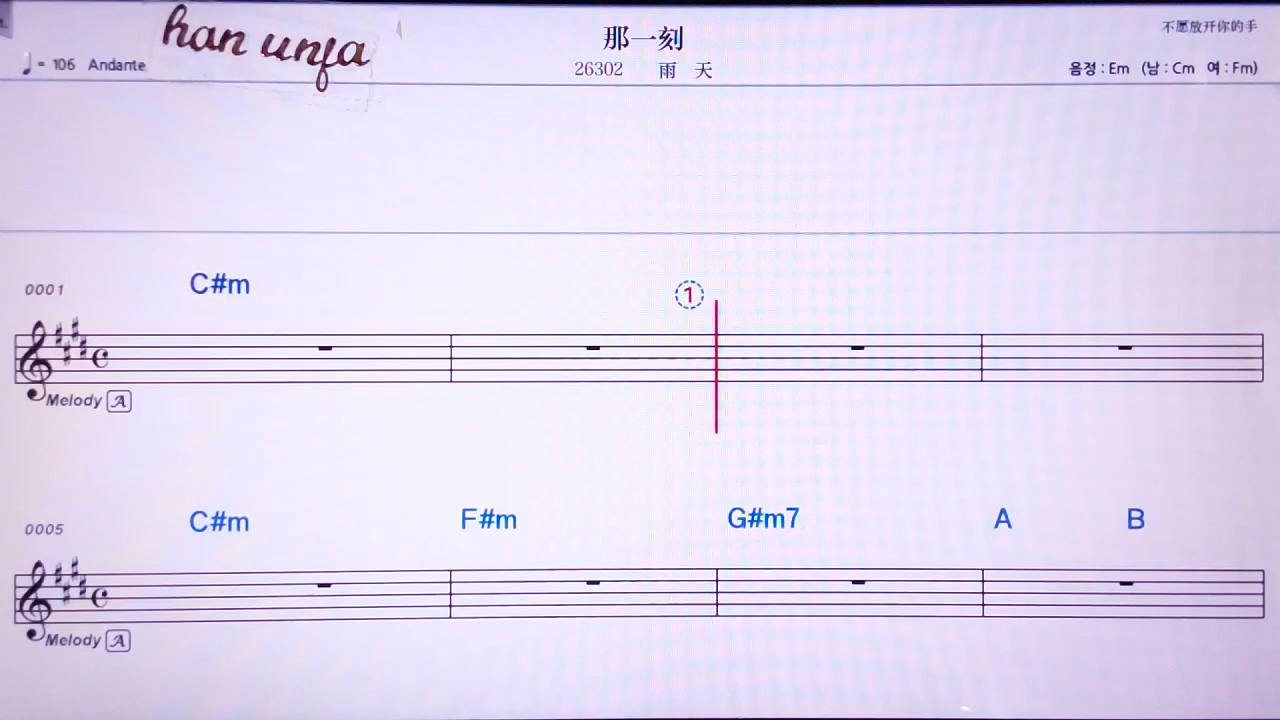 han unfa
那一刻
不愿放开你的手
♩= 106 Andante
26302 雨 天
음정 : Em (남 : Cm 여 : Fm)
0001 C#m ①
Melody A
0005 C#m F#m G#m7 A B
Melody A